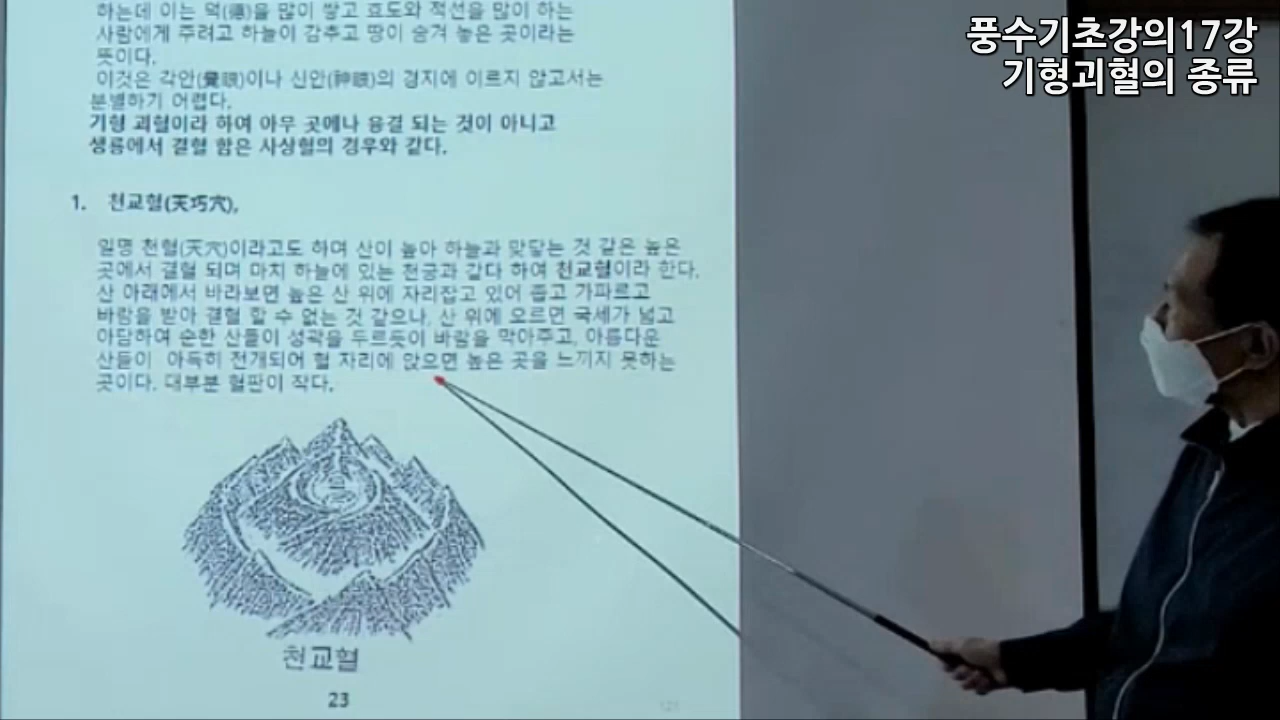 풍수기초강의17강
기형괴혈의 종류
하는데 이는 덕(德)을 많이 쌓고 효도와 적선을 많이 하는
사람에게 주려고 하늘이 감추고 땅이 숨겨 놓은 곳이라는
뜻이다.
이것은 각안(覺眼)이나 신안(神眼)의 경지에 이르지 않고서는
분별하기 어렵다.
기형 괴혈이라 하여 아무 곳에나 융결 되는 것이 아니고
생룡에서 결혈 함은 사상혈의 경우와 같다.
1. 천교혈(天巧穴),
일명 천혈(天穴)이라고도 하며 산이 높아 하늘과 맞닿는 것 같은 높은
곳에서 결혈 되며 마치 하늘에 있는 천궁과 같다 하여 천교혈이라 한다.
산 아래에서 바라보면 높은 산 위에 자리잡고 있어 좁고 가파르고
바람을 받아 결혈 할 수 없는 것 같으나, 산 위에 오르면 국세가 넓고
아담하여 순한 산들이 성곽을 두르듯이 바람을 막아주고, 아름다운
산들이 아득히 전개되어 혈 자리에 앉으면 높은 곳을 느끼지 못하는
곳이다. 대부분 혈판이 작다.
천교혈
23